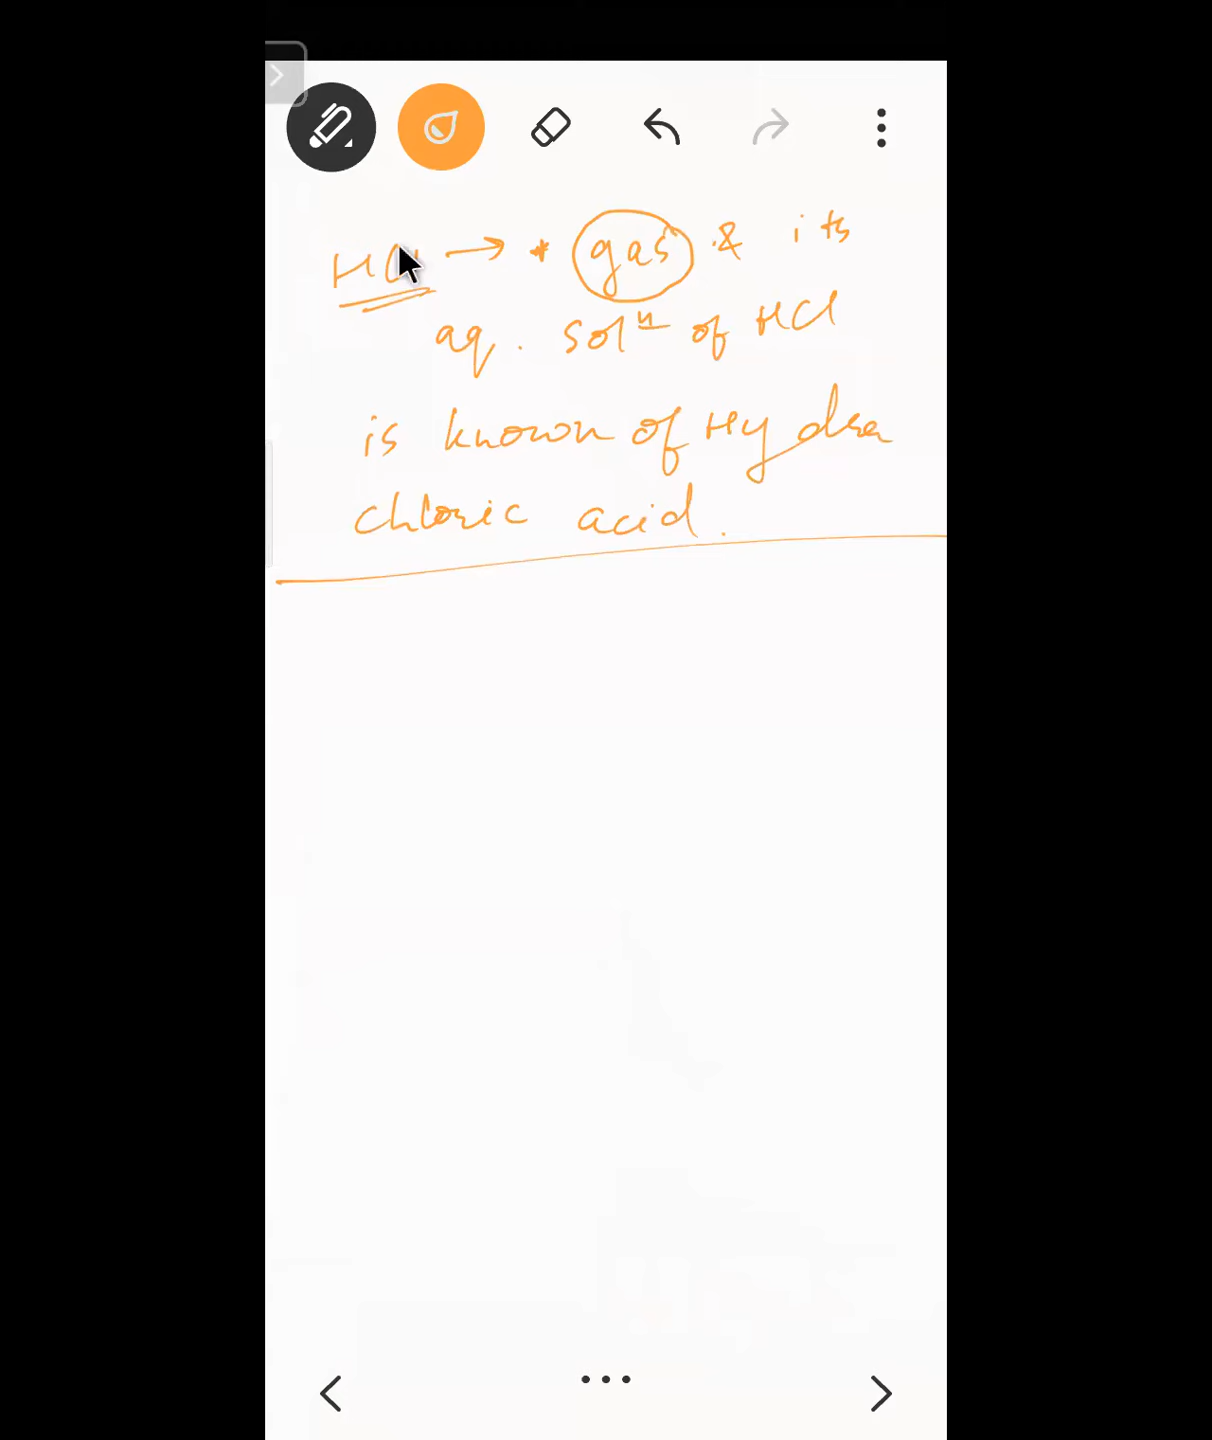 HCl → * gas & its
aq. solⁿ of HCl
is known of Hydro
chloric acid.